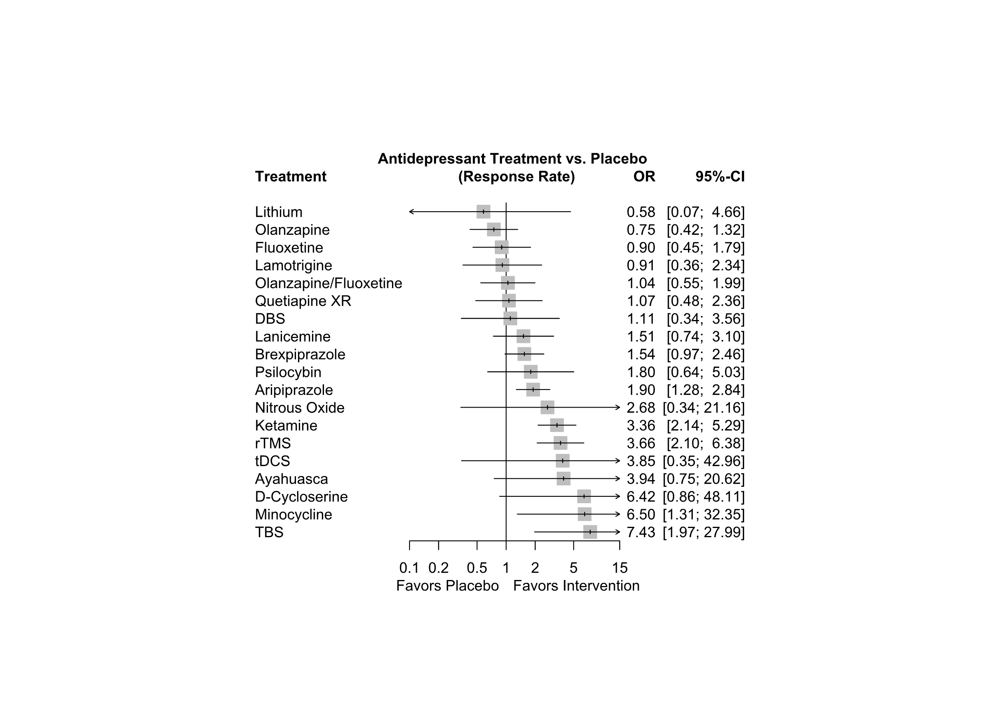 Antidepressant Treatment vs. Placebo
Treatment (Response Rate) OR 95%-CI
Lithium 0.58 [0.07; 4.66]
Olanzapine 0.75 [0.42; 1.32]
Fluoxetine 0.90 [0.45; 1.79]
Lamotrigine 0.91 [0.36; 2.34]
Olanzapine/Fluoxetine 1.04 [0.55; 1.99]
Quetiapine XR 1.07 [0.48; 2.36]
DBS 1.11 [0.34; 3.56]
Lanicemine 1.51 [0.74; 3.10]
Brexpiprazole 1.54 [0.97; 2.46]
Psilocybin 1.80 [0.64; 5.03]
Aripiprazole 1.90 [1.28; 2.84]
Nitrous Oxide 2.68 [0.34; 21.16]
Ketamine 3.36 [2.14; 5.29]
rTMS 3.66 [2.10; 6.38]
tDCS 3.85 [0.35; 42.96]
Ayahuasca 3.94 [0.75; 20.62]
D-Cycloserine 6.42 [0.86; 48.11]
Minocycline 6.50 [1.31; 32.35]
TBS 7.43 [1.97; 27.99]
0.1 0.2 0.5 1 2 5 15
Favors Placebo Favors Intervention